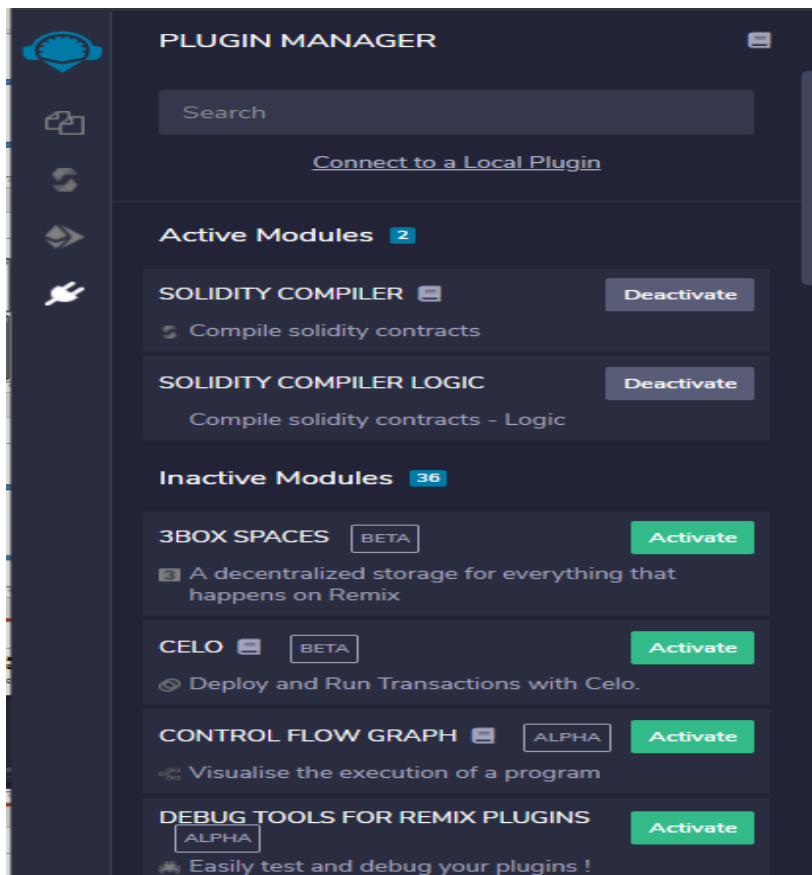 PLUGIN MANAGER
Search
Connect to a Local Plugin
Active Modules 2
SOLIDITY COMPILER
Deactivate
Compile solidity contracts
SOLIDITY COMPILER LOGIC
Deactivate
Compile solidity contracts - Logic
Inactive Modules 36
3BOX SPACES BETA
Activate
3 A decentralized storage for everything that
happens on Remix
CELO BETA
Activate
Deploy and Run Transactions with Celo.
CONTROL FLOW GRAPH ALPHA
Activate
Visualise the execution of a program
DEBUG TOOLS FOR REMIX PLUGINS
ALPHA
Activate
Easily test and debug your plugins !